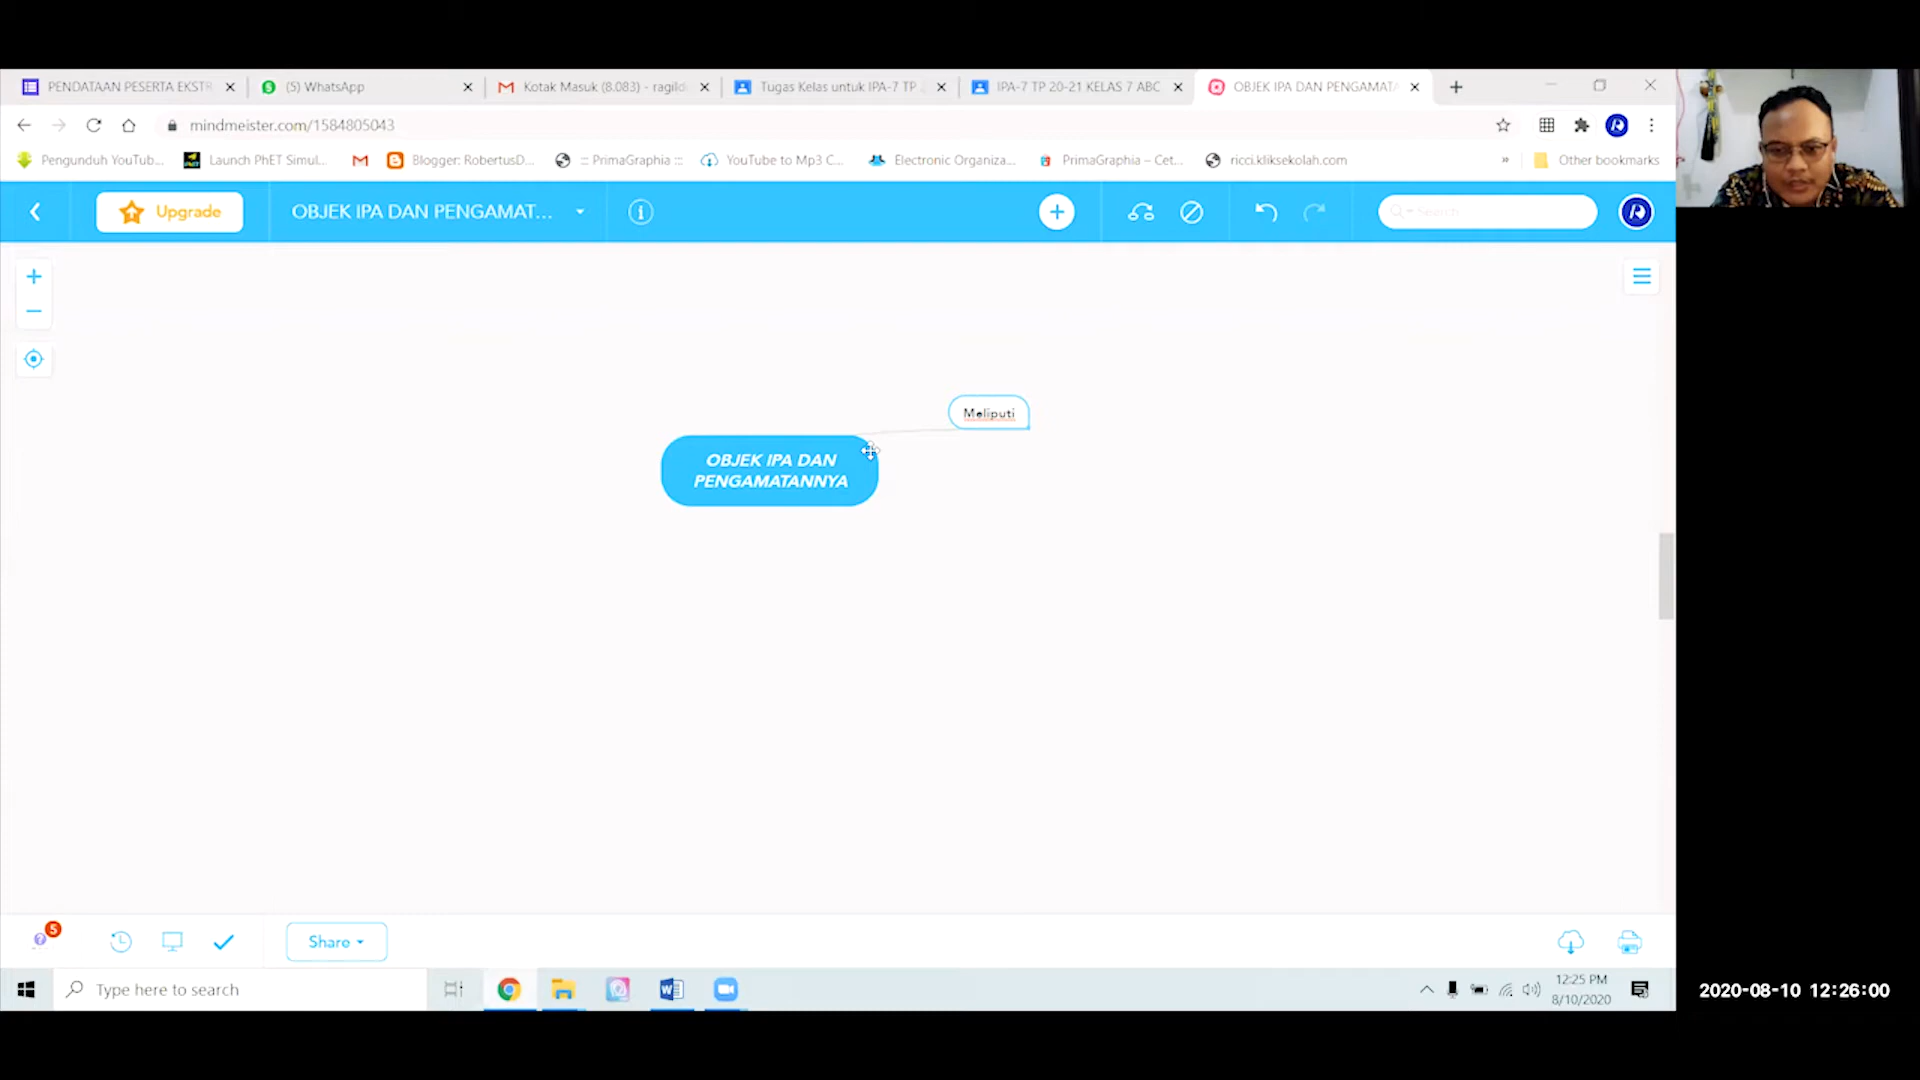 PENDATAAN PESERTA EKSTR
(5) WhatsApp
Kotak Masuk (8.083) - ragild
Tugas Kelas untuk IPA-7 TP 2
IPA-7 TP 20-21 KELAS 7 ABC
OBJEK IPA DAN PENGAMATA
mindmeister.com/1584805043
Pengunduh YouTub...
Launch PhET Simul...
Blogger: RobertusD...
:: PrimaGraphia ::
YouTube to Mp3 C...
Electronic Organiza...
PrimaGraphia – Cet...
ricci.kliksekolah.com
»
Other bookmarks
Upgrade
OBJEK IPA DAN PENGAMAT...
Search
Meliputi
OBJEK IPA DAN
PENGAMATANNYA
5
Share
Type here to search
12:25 PM
8/10/2020
2020-08-10 12:26:00